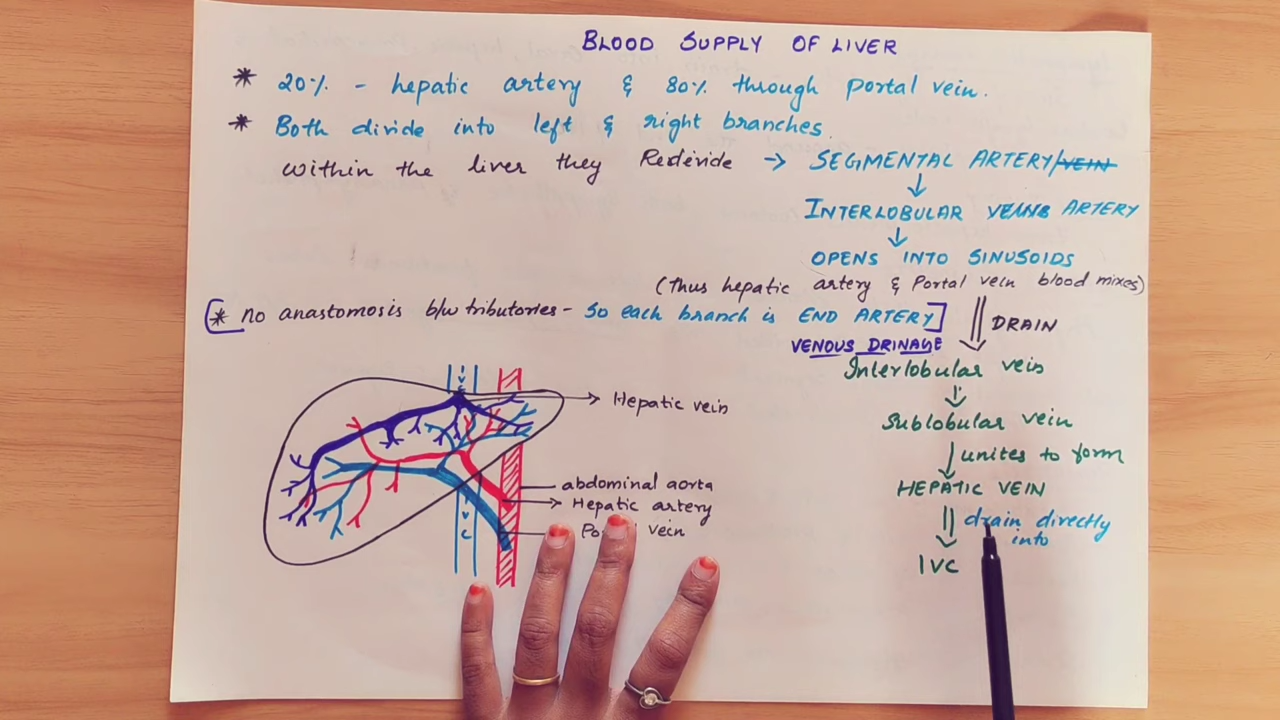 BLOOD SUPPLY OF LIVER
* 20% - hepatic artery & 80% through Portal vein.
* Both divide into left & right branches.
within the liver they Redivide → SEGMENTAL ARTERY/VEIN
↓
INTERLOBULAR VEINS ARTERY
↓
OPENS INTO SINUSOIDS
(Thus hepatic artery & Portal vein blood mixes)
[* no anastomosis b/w tributories - So each branch is END ARTERY]
DRAIN
VENOUS DRINAGE
Interlobular vein
↓
Sublobular vein
↓ unites to form
HEPATIC VEIN
drain directly
into
IVC
IVC
Hepatic vein
abdominal aorta
Hepatic artery
vein
VC